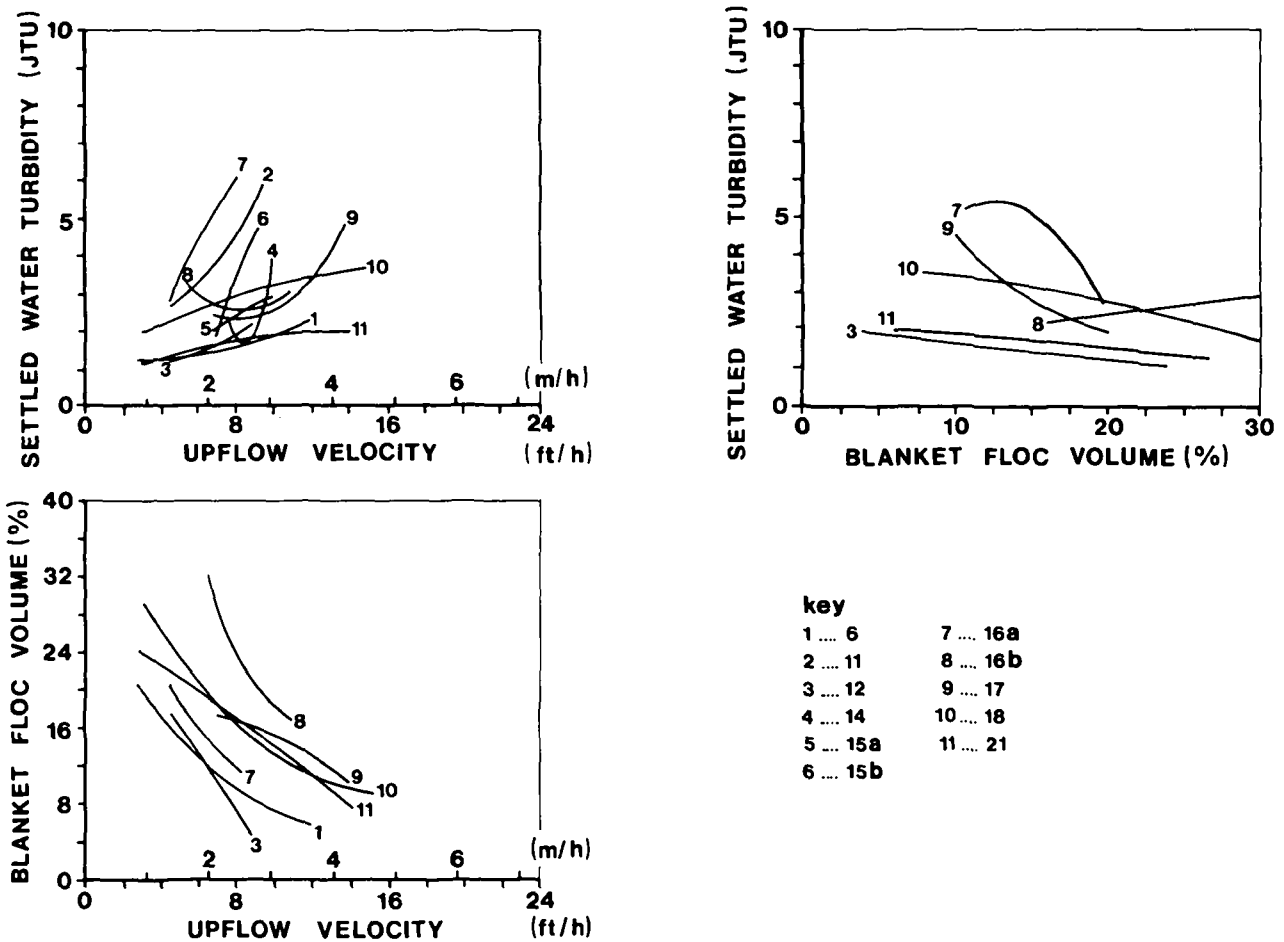 SETTLED WATER TURBIDITY (JTU)
10
5
0
7
2
6
9
4
8
10
5
1
11
3
2 4 6 (m/h)
0 8 16 24
UPFLOW VELOCITY (ft/h)
SETTLED WATER TURBIDITY (JTU)
10
5
0
7
9
10
11
8
3
0 10 20 30
BLANKET FLOC VOLUME (%)
BLANKET FLOC VOLUME (%)
40
32
24
16
8
0
8
7
9
10
11
1
3
2 4 6 (m/h)
0 8 16 24
UPFLOW VELOCITY (ft/h)
key
1 .... 6 7 .... 16a
2 .... 11 8 .... 16b
3 .... 12 9 .... 17
4 .... 14 10 .... 18
5 .... 15a 11 .... 21
6 .... 15b